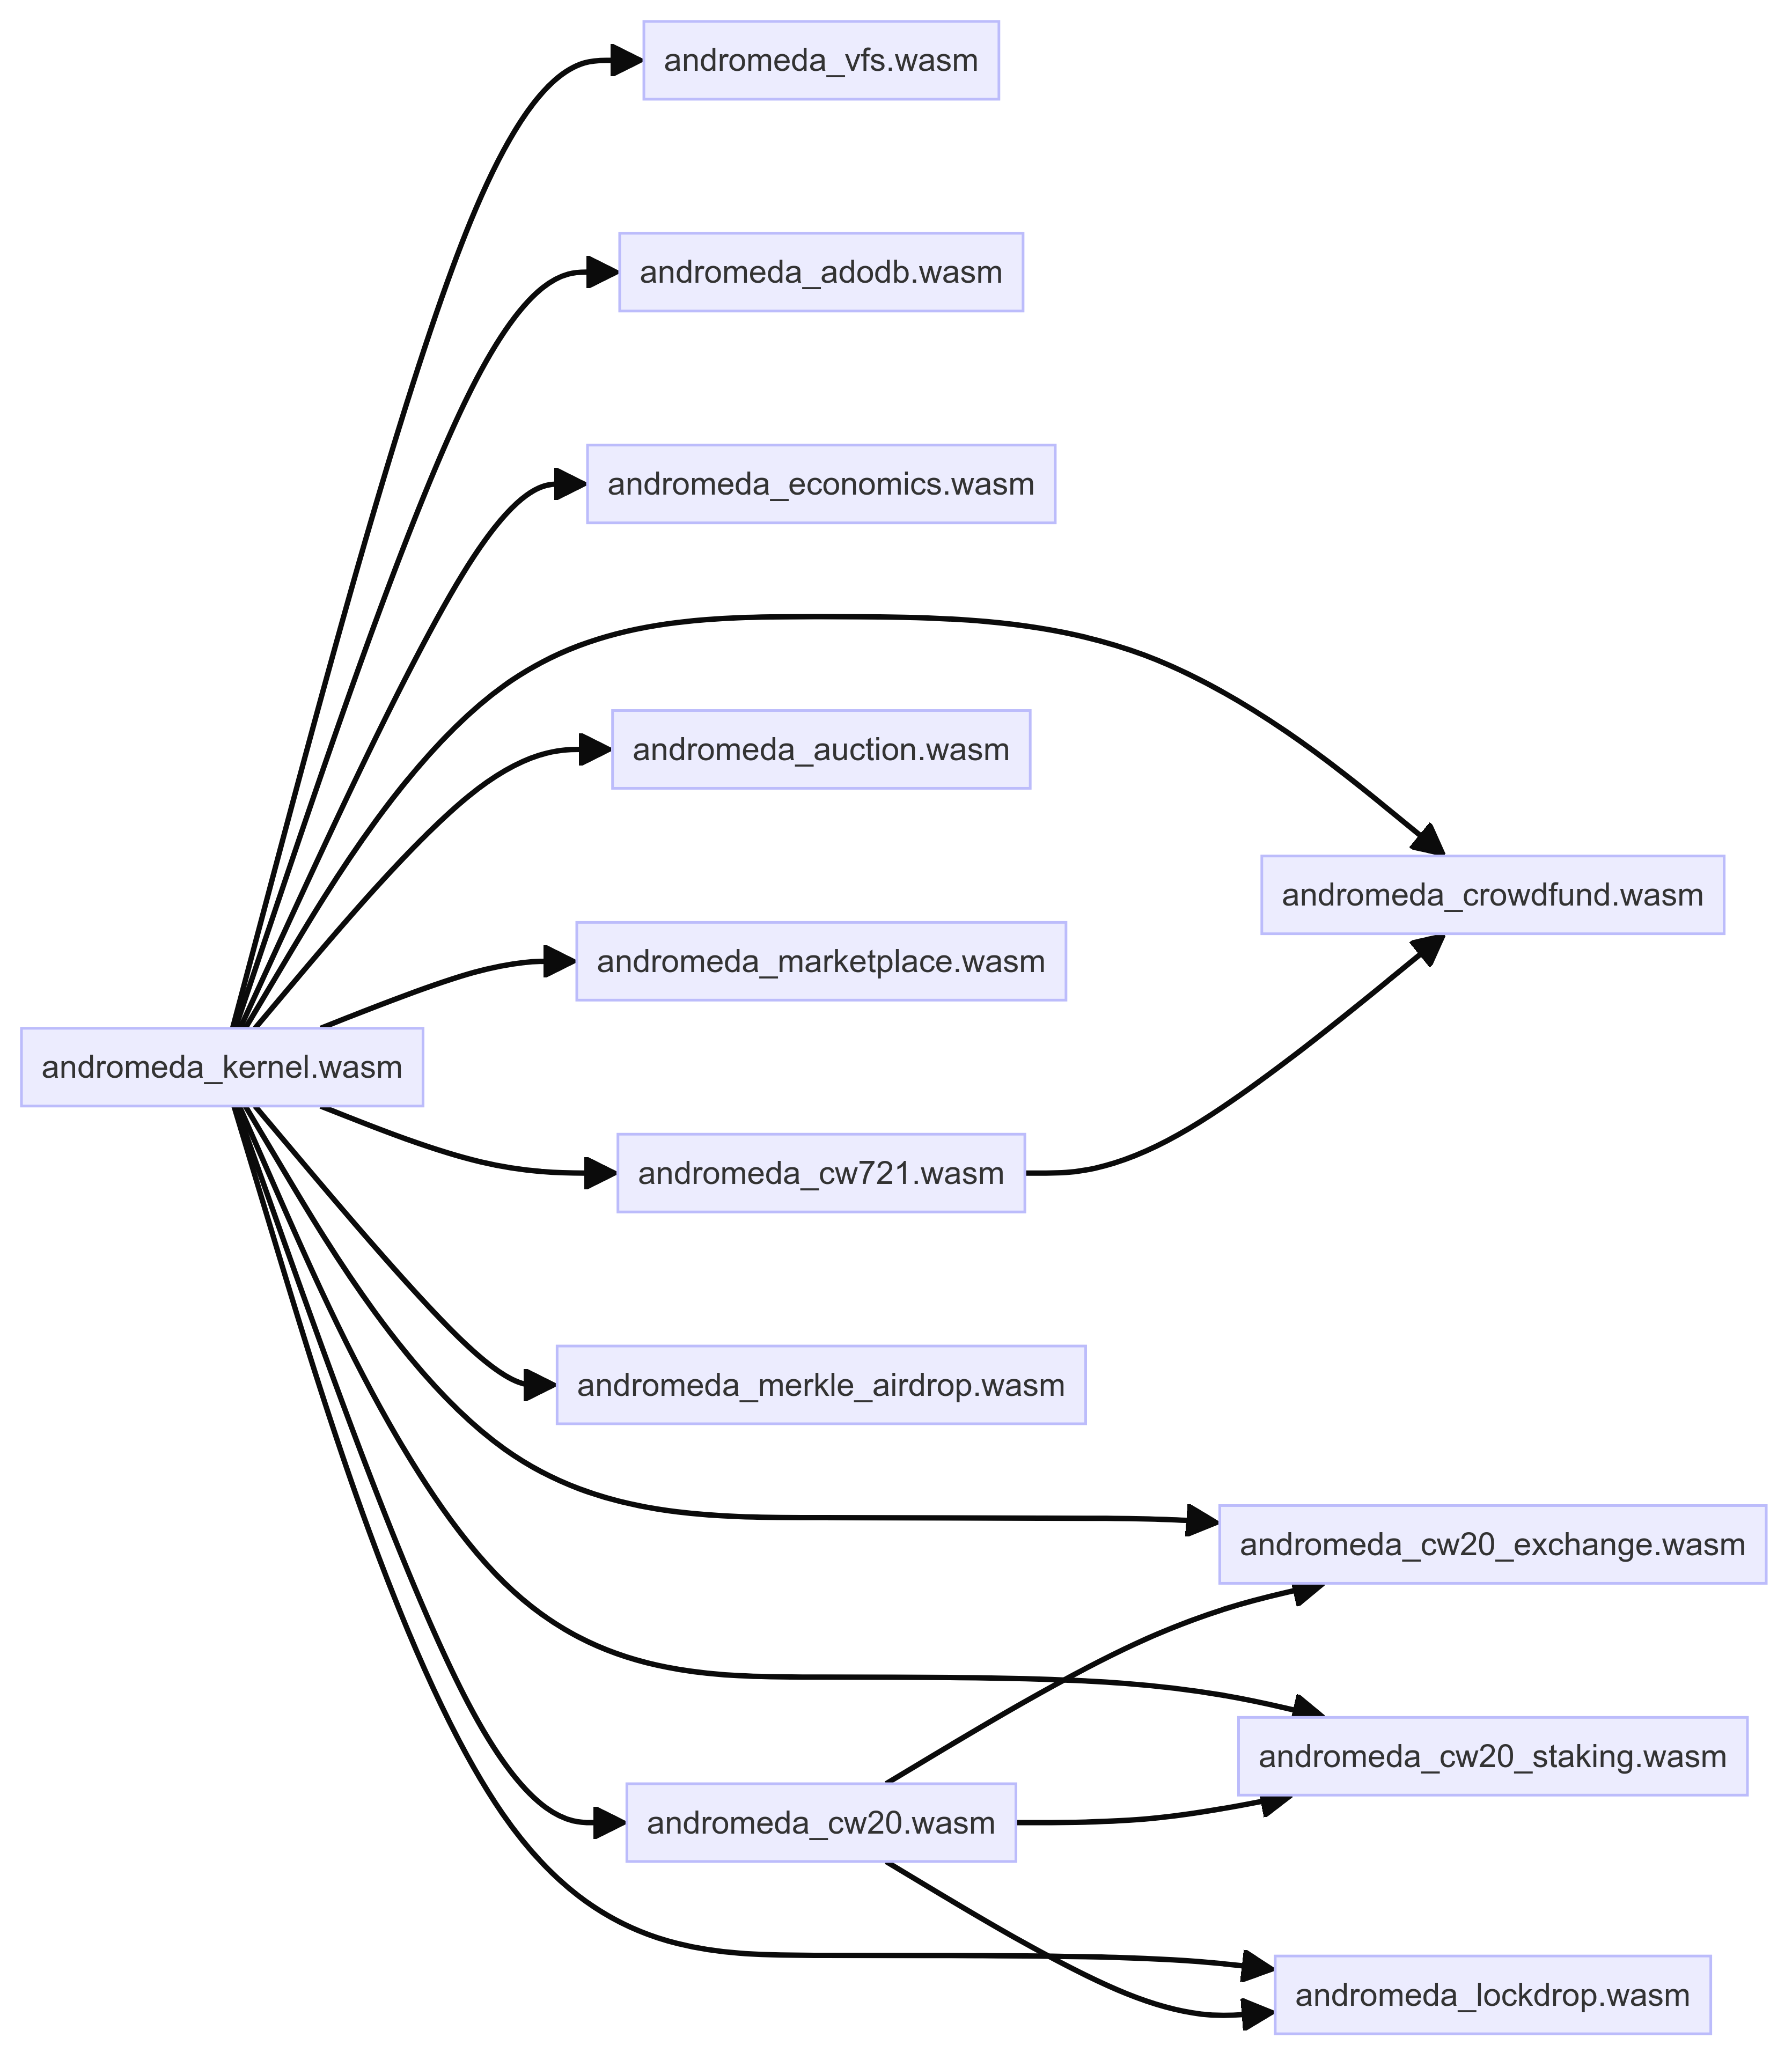 andromeda_vfs.wasm
andromeda_adodb.wasm
andromeda_economics.wasm
andromeda_auction.wasm
andromeda_crowdfund.wasm
andromeda_marketplace.wasm
andromeda_kernel.wasm
andromeda_cw721.wasm
andromeda_merkle_airdrop.wasm
andromeda_cw20_exchange.wasm
andromeda_cw20_staking.wasm
andromeda_cw20.wasm
andromeda_lockdrop.wasm